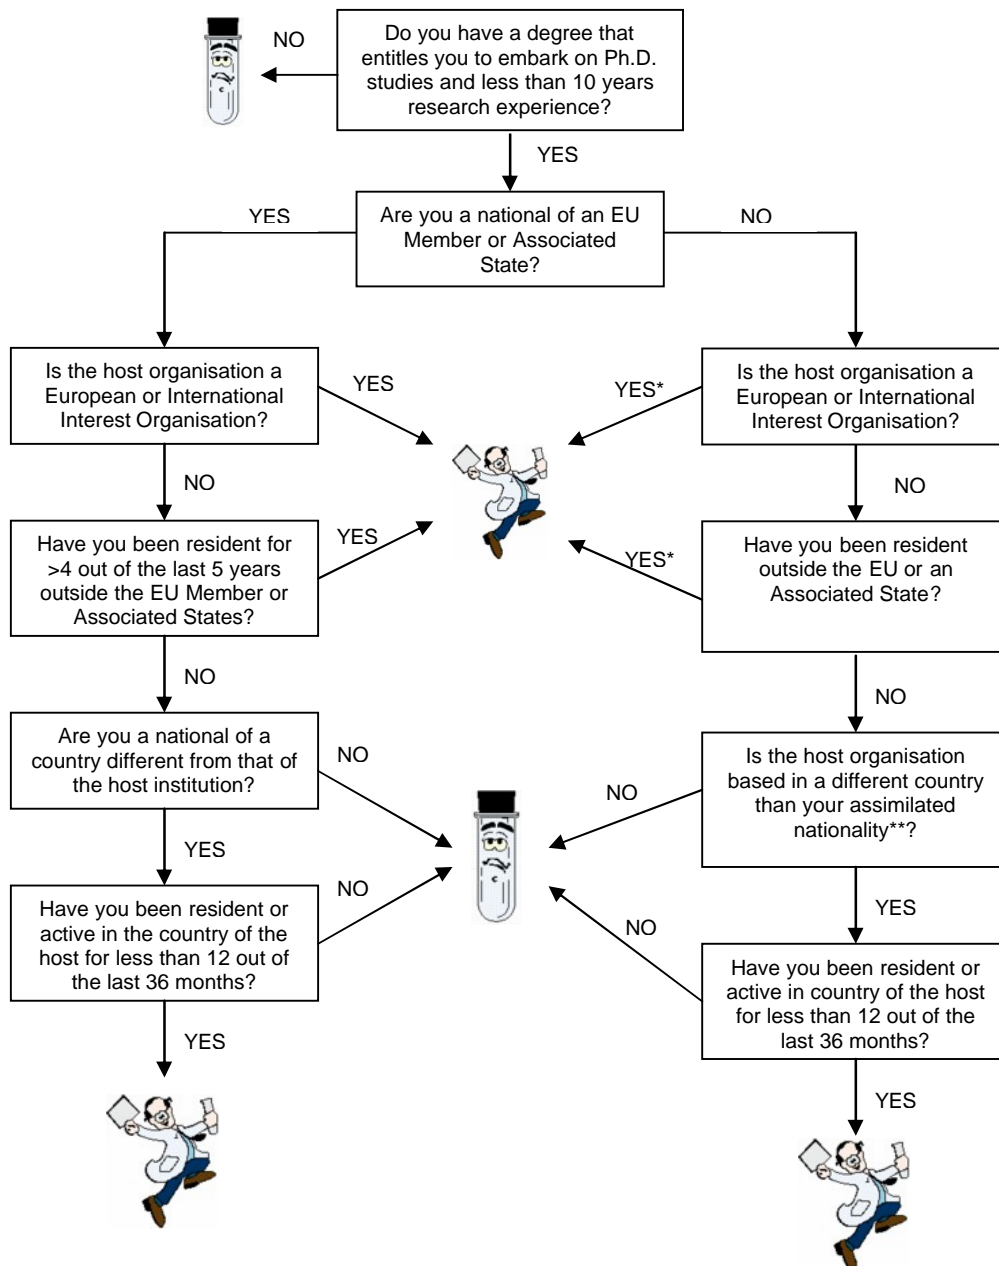 Do you have a degree that
entitles you to embark on Ph.D.
studies and less than 10 years
research experience?
NO
YES
Are you a national of an EU
Member or Associated
State?
YES
NO
Is the host organisation a
European or International
Interest Organisation?
YES
YES*
Is the host organisation a
European or International
Interest Organisation?
NO
NO
Have you been resident for
>4 out of the last 5 years
outside the EU Member or
Associated States?
YES
YES*
Have you been resident
outside the EU or an
Associated State?
NO
NO
Are you a national of a
country different from that of
the host institution?
NO
NO
Is the host organisation
based in a different country
than your assimilated
nationality**?
YES
YES
Have you been resident or
active in the country of the
host for less than 12 out of
the last 36 months?
NO
NO
Have you been resident or
active in country of the host
for less than 12 out of the
last 36 months?
YES
YES